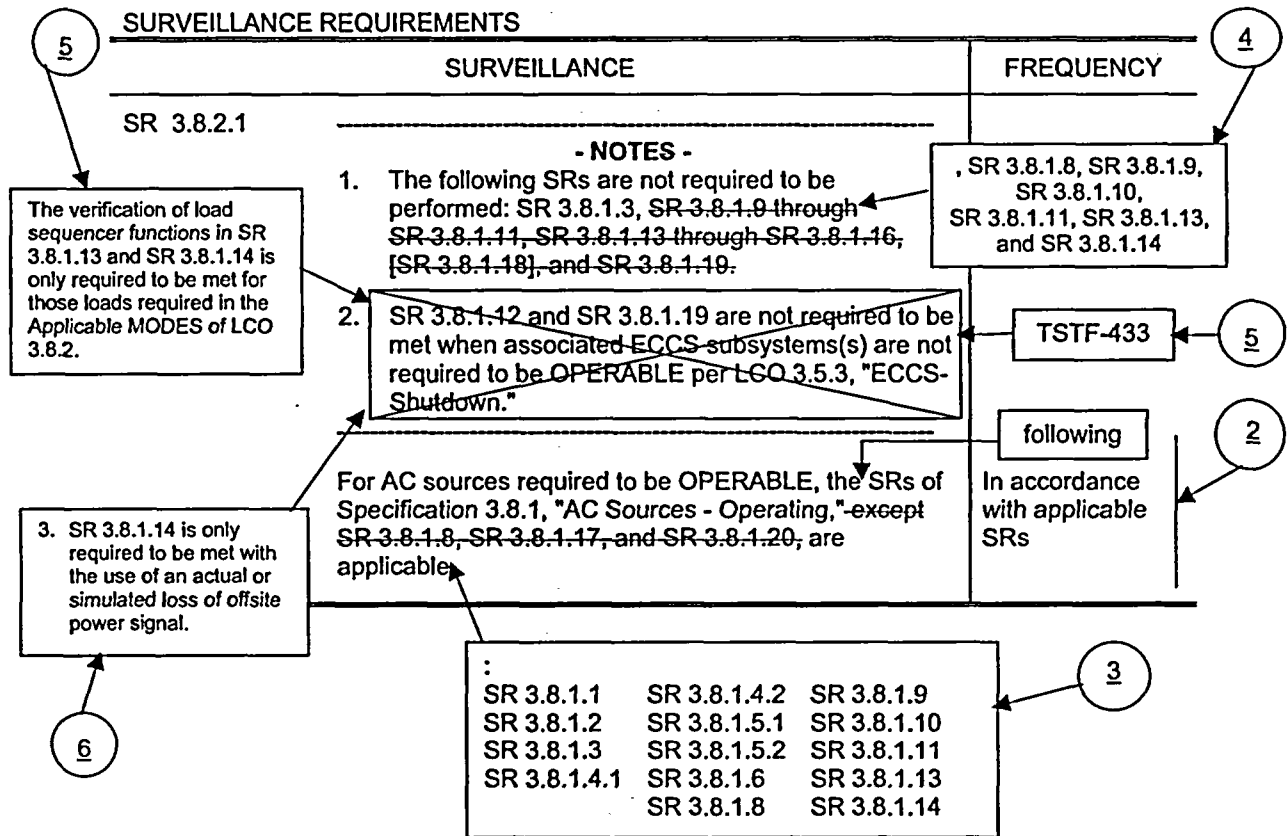 SURVEILLANCE REQUIREMENTS
5
4
SURVEILLANCE
FREQUENCY
SR 3.8.2.1
- NOTES -
1. The following SRs are not required to be
performed: SR 3.8.1.3, SR 3.8.1.9 through
SR 3.8.1.11, SR 3.8.1.13 through SR 3.8.1.16,
[SR 3.8.1.18], and SR 3.8.1.19.
, SR 3.8.1.8, SR 3.8.1.9,
SR 3.8.1.10,
SR 3.8.1.11, SR 3.8.1.13,
and SR 3.8.1.14
The verification of load
sequencer functions in SR
3.8.1.13 and SR 3.8.1.14 is
only required to be met for
those loads required in the
Applicable MODES of LCO
3.8.2.
2. SR 3.8.1.12 and SR 3.8.1.19 are not required to be
met when associated ECCS subsystems(s) are not
required to be OPERABLE per LCO 3.5.3, "ECCS-
Shutdown."
TSTF-433
5
following
2
For AC sources required to be OPERABLE, the SRs of
Specification 3.8.1, "AC Sources - Operating," except
SR 3.8.1.8, SR 3.8.1.17, and SR 3.8.1.20, are
applicable
In accordance
with applicable
SRs
3. SR 3.8.1.14 is only
required to be met with
the use of an actual or
simulated loss of offsite
power signal.
6
:
SR 3.8.1.1 SR 3.8.1.4.2 SR 3.8.1.9
SR 3.8.1.2 SR 3.8.1.5.1 SR 3.8.1.10
SR 3.8.1.3 SR 3.8.1.5.2 SR 3.8.1.11
SR 3.8.1.4.1 SR 3.8.1.6 SR 3.8.1.13
SR 3.8.1.8 SR 3.8.1.14
3